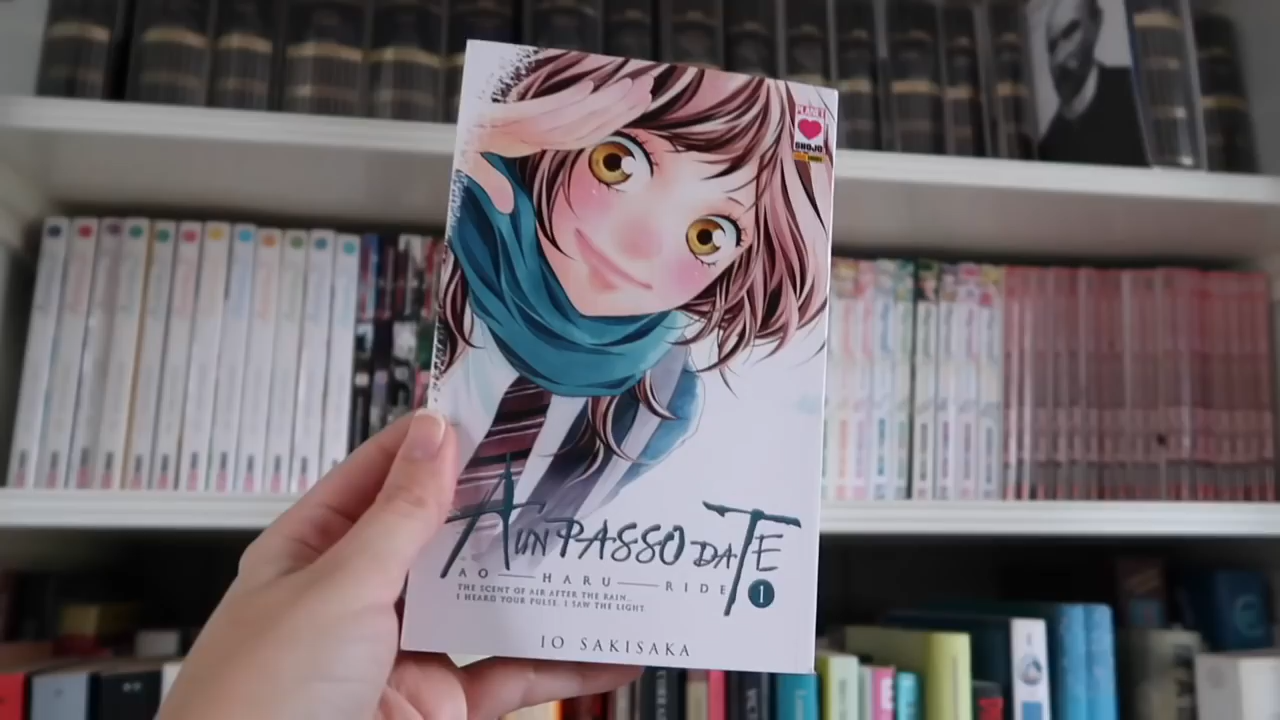 PLANET
SHOJO
A UN PASSO DA TE
AO — HARU — RIDE
THE SCENT OF AIR AFTER THE RAIN...
I HEARD YOUR PULSE. I SAW THE LIGHT.
1
IO SAKISAKA